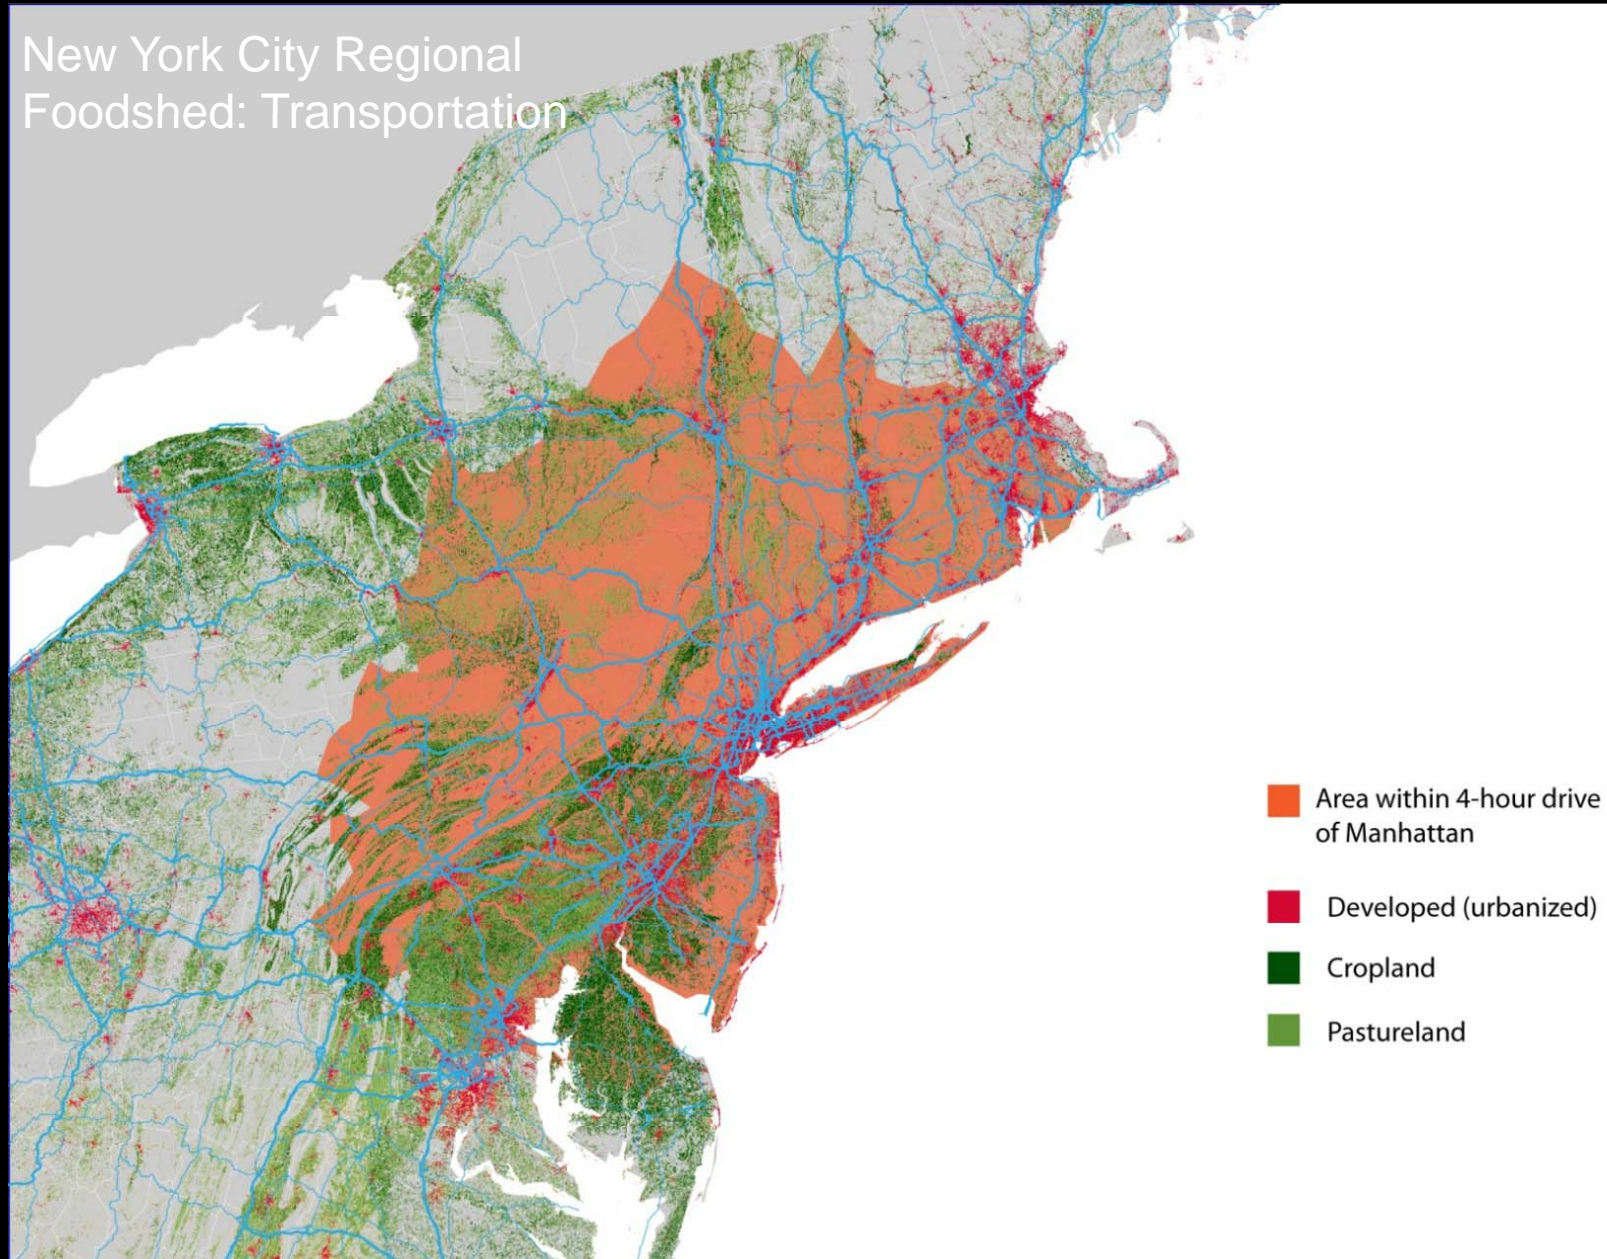 New York City Regional
Foodshed: Transportation
Area within 4-hour drive
of Manhattan
Developed (urbanized)
Cropland
Pastureland